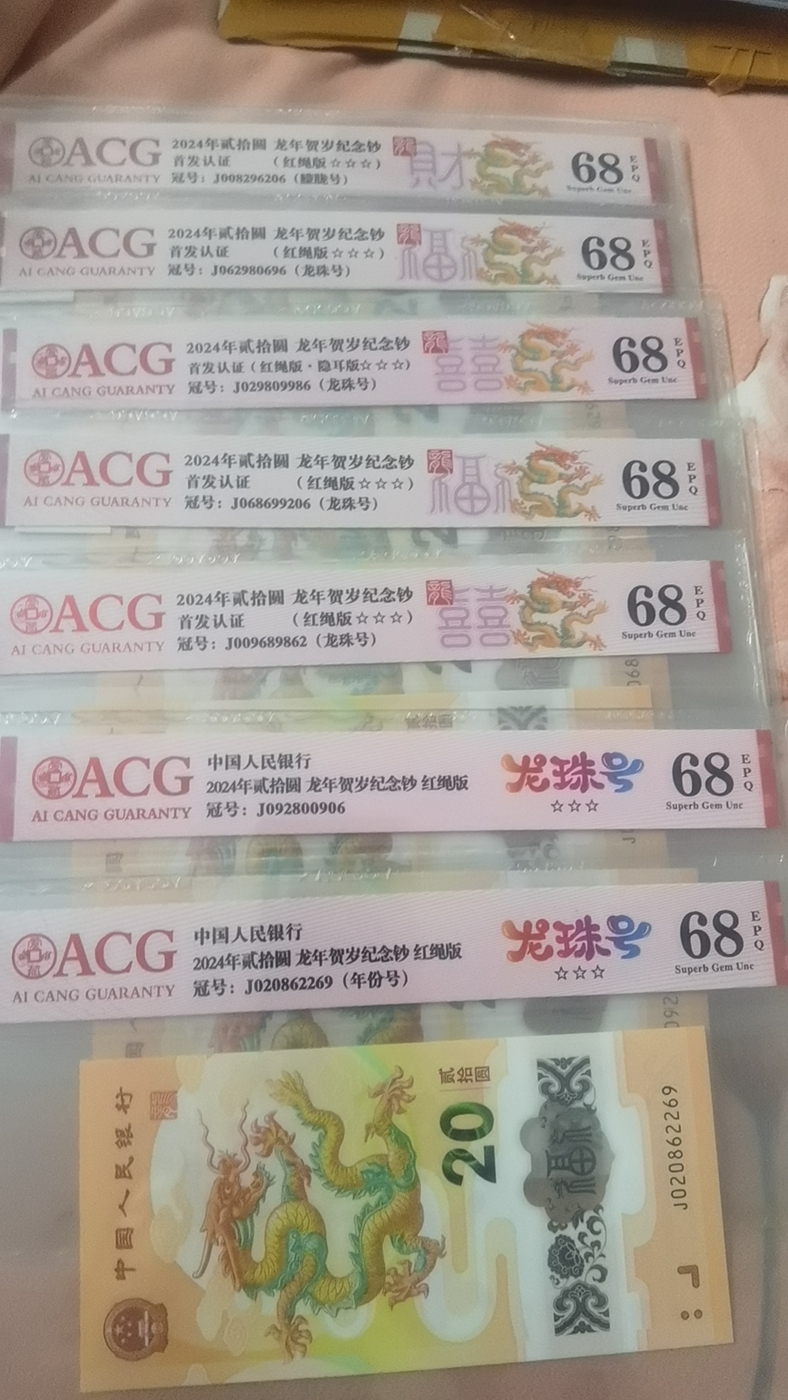 ACG
AI CANG GUARANTY
2024年贰拾圆 龙年贺岁纪念钞
首发认证 (红绳版☆☆☆)
冠号: J008296206 (朦胧号)
龍
財
68
EPQ
Superb Gem Unc
ACG
AI CANG GUARANTY
2024年贰拾圆 龙年贺岁纪念钞
首发认证 (红绳版☆☆☆)
冠号: J062980696 (龙珠号)
龍
福
68
EPQ
Superb Gem Unc
ACG
AI CANG GUARANTY
2024年贰拾圆 龙年贺岁纪念钞
首发认证 (红绳版·隐耳版☆☆☆)
冠号: J029809986 (龙珠号)
龍
囍
68
EPQ
Superb Gem Unc
ACG
AI CANG GUARANTY
2024年贰拾圆 龙年贺岁纪念钞
首发认证 (红绳版☆☆☆)
冠号: J068699206 (龙珠号)
龍
福
68
EPQ
Superb Gem Unc
ACG
AI CANG GUARANTY
2024年贰拾圆 龙年贺岁纪念钞
首发认证 (红绳版☆☆☆)
冠号: J009689862 (龙珠号)
龍
囍
68
EPQ
Superb Gem Unc
ACG
AI CANG GUARANTY
中国人民银行
2024年贰拾圆 龙年贺岁纪念钞 红绳版
冠号: J092800906
龙珠号
☆☆☆
68
EPQ
Superb Gem Unc
ACG
AI CANG GUARANTY
中国人民银行
2024年贰拾圆 龙年贺岁纪念钞 红绳版
冠号: J020862269 (年份号)
龙珠号
☆☆☆
68
EPQ
Superb Gem Unc
中国人民银行
贰拾圆
20
福
J020862269